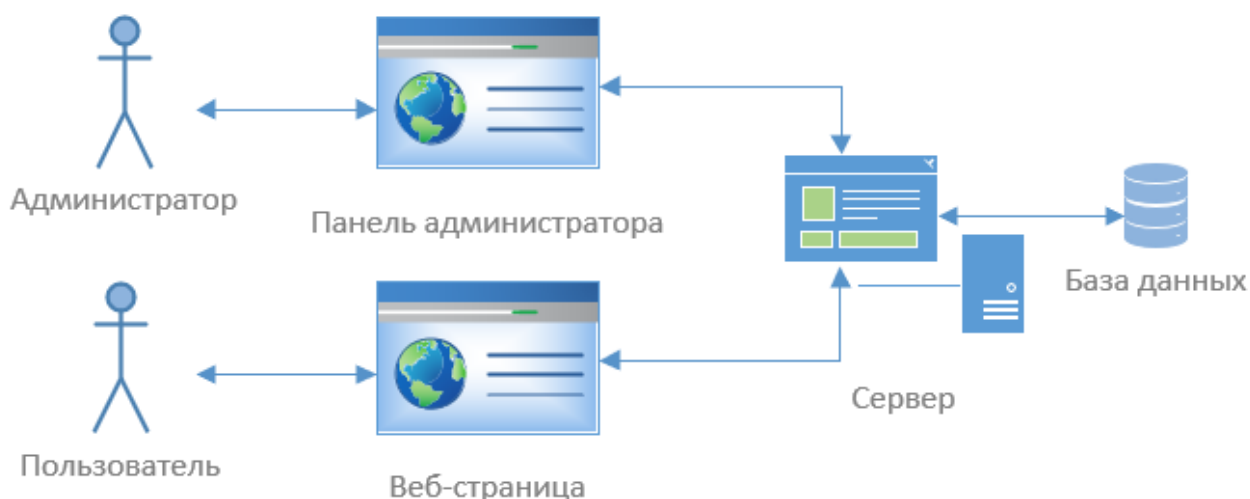 Администратор
Панель администратора
База данных
Сервер
Пользователь
Веб-страница